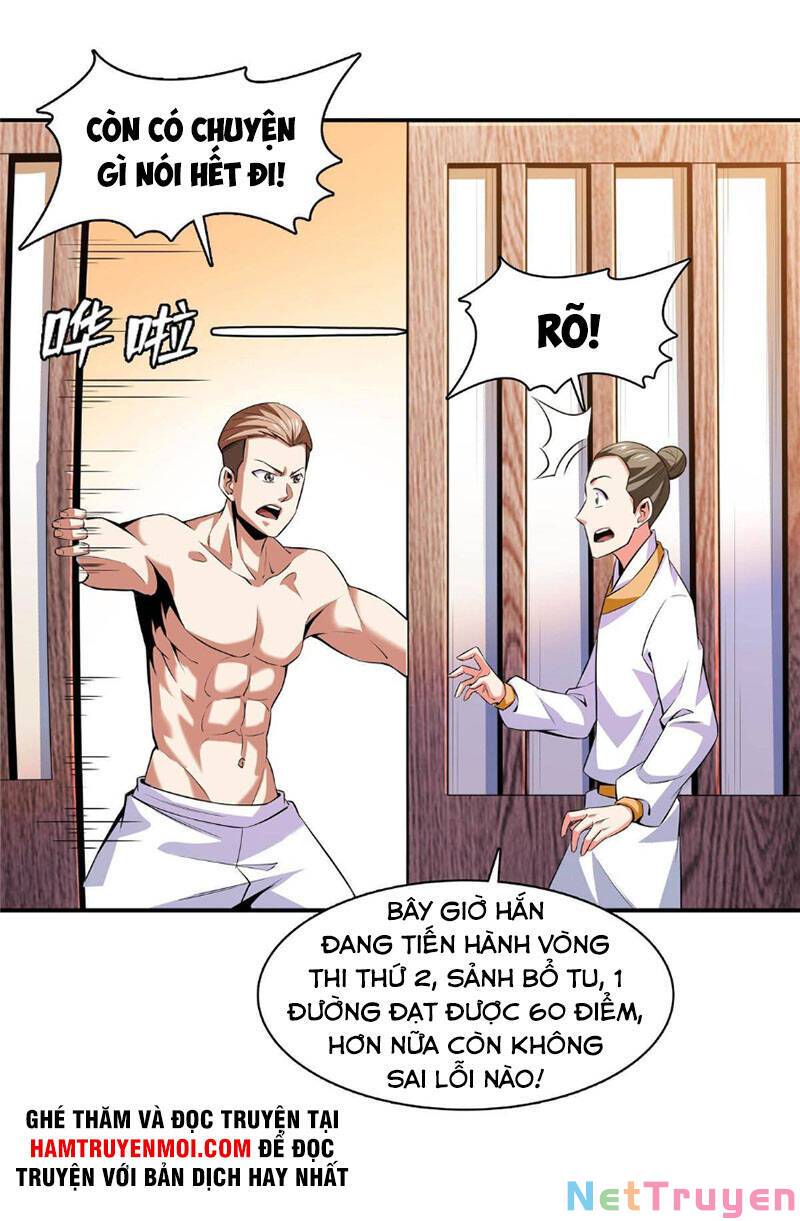 CÒN CÓ CHUYỆN
GÌ NÓI HẾT ĐI!
哗啦
RÕ!
BÂY GIỜ HẮN
ĐANG TIẾN HÀNH VÒNG
THI THỨ 2, SẢNH BỔ TU, 1
ĐƯỜNG ĐẠT ĐƯỢC 60 ĐIỂM,
HƠN NỮA CÒN KHÔNG
SAI LỖI NÀO!
GHÉ THĂM VÀ ĐỌC TRUYỆN TẠI
HAMTRUYENMOI.COM ĐỂ ĐỌC
TRUYỆN VỚI BẢN DỊCH HAY NHẤT
NetTruyen